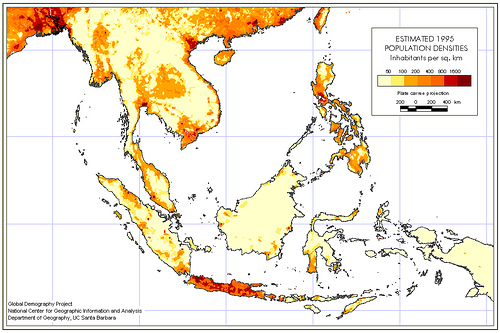 ESTIMATED 1995
POPULATION DENSITIES
Inhabitants per sq. km
50 100 200 400 800 1600
Plate carree projection
200 0 200 400 km
Global Demography Project
National Center for Geographic Information and Analysis
Department of Geography, UC Santa Barbara